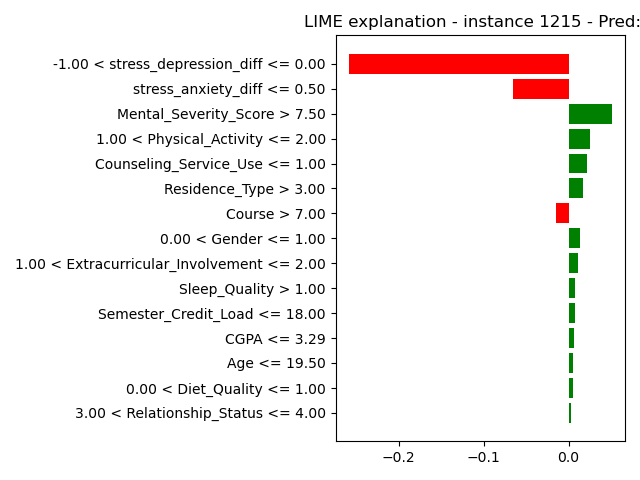 LIME explanation - instance 1215 - Pred:
-1.00 < stress_depression_diff <= 0.00
stress_anxiety_diff <= 0.50
Mental_Severity_Score > 7.50
1.00 < Physical_Activity <= 2.00
Counseling_Service_Use <= 1.00
Residence_Type > 3.00
Course > 7.00
0.00 < Gender <= 1.00
1.00 < Extracurricular_Involvement <= 2.00
Sleep_Quality > 1.00
Semester_Credit_Load <= 18.00
CGPA <= 3.29
Age <= 19.50
0.00 < Diet_Quality <= 1.00
3.00 < Relationship_Status <= 4.00
−0.2 −0.1 0.0